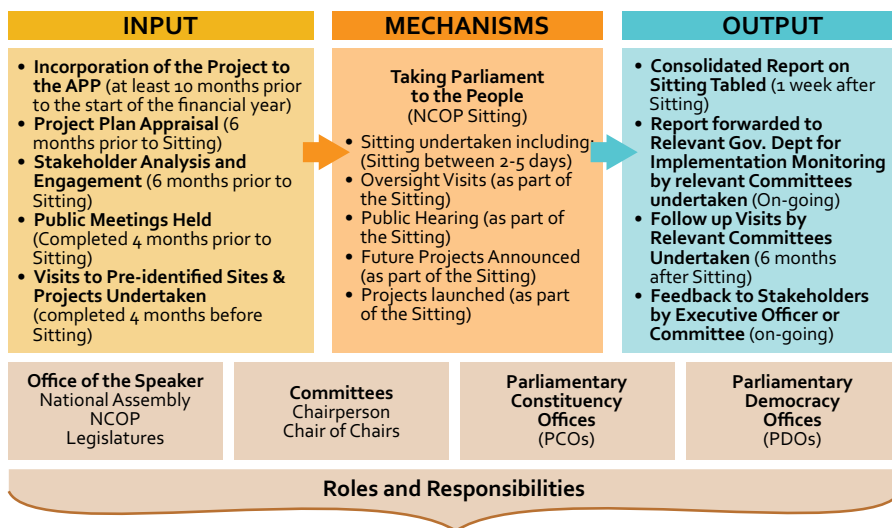 INPUT
• Incorporation of the Project to
the APP (at least 10 months prior
to the start of the financial year)
• Project Plan Appraisal (6
months prior to Sitting)
• Stakeholder Analysis and
Engagement (6 months prior to
Sitting)
• Public Meetings Held
(Completed 4 months prior to
Sitting)
• Visits to Pre-identified Sites &
Projects Undertaken
(completed 4 months before
Sitting)
MECHANISMS
Taking Parliament
to the People
(NCOP Sitting)
• Sitting undertaken including;
(Sitting between 2-5 days)
• Oversight Visits (as part of
the Sitting)
• Public Hearing (as part of
the Sitting)
• Future Projects Announced
(as part of the Sitting)
• Projects launched (as part
of the Sitting)
OUTPUT
• Consolidated Report on
Sitting Tabled (1 week after
Sitting)
• Report forwarded to
Relevant Gov. Dept for
Implementation Monitoring
by relevant Committees
undertaken (On-going)
• Follow up Visits by
Relevant Committees
Undertaken (6 months
after Sitting)
• Feedback to Stakeholders
by Executive Officer or
Committee (on-going)
Office of the Speaker
National Assembly
NCOP
Legislatures
Committees
Chairperson
Chair of Chairs
Parliamentary
Constituency
Offices
(PCOs)
Parliamentary
Democracy
Offices
(PDOs)
Roles and Responsibilities